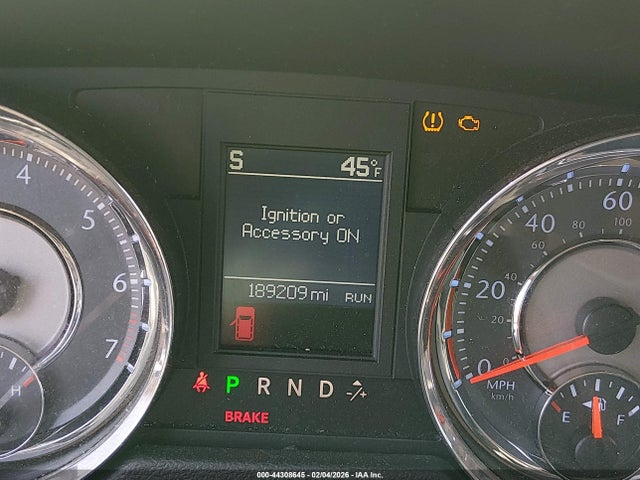 S 45°F
Ignition or
Accessory ON
189209 mi RUN
P R N D
BRAKE
4
5
6
7
H
0
20
40
60
0
20
40
60
80
100
MPH
km/h
E F
000-44308645 - 02/04/2026 - IAA Inc.